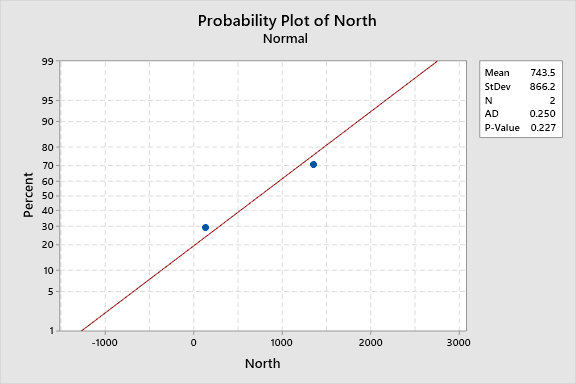 Probability Plot of North
Normal
Mean 743.5
StDev 866.2
N 2
AD 0.250
P-Value 0.227
99
95
90
80
70
60
50
40
30
20
10
5
1
Percent
-1000 0 1000 2000 3000
North